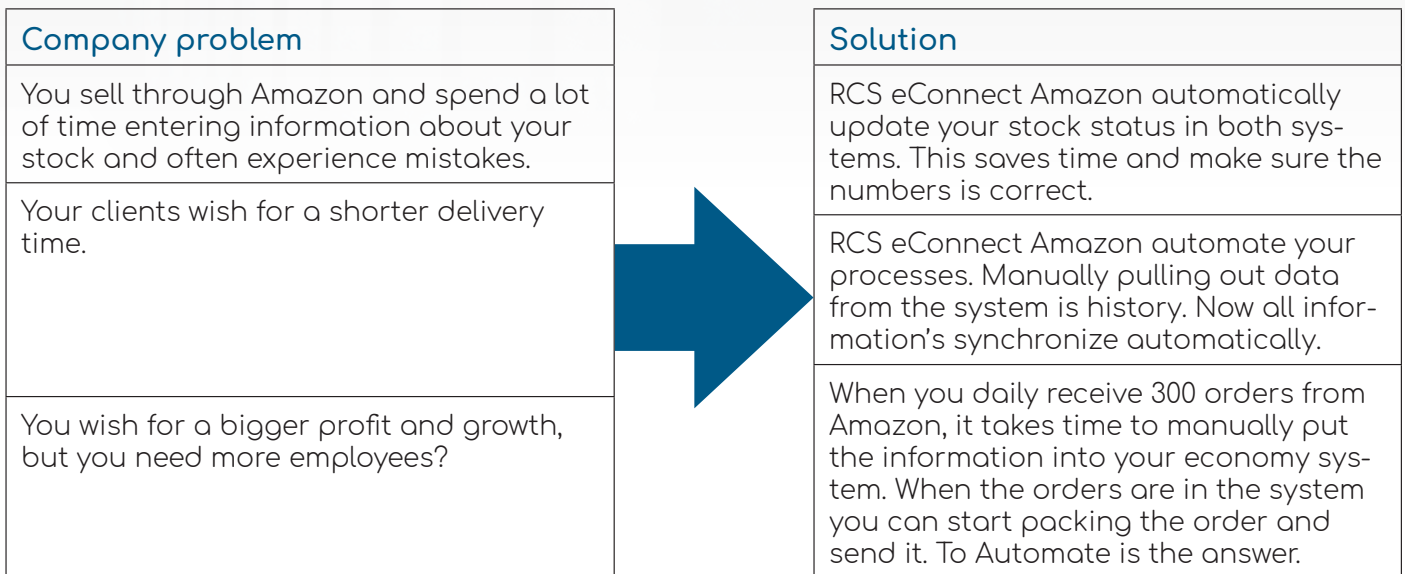 Company problem
You sell through Amazon and spend a lot
of time entering information about your
stock and often experience mistakes.
Your clients wish for a shorter delivery
time.
You wish for a bigger profit and growth,
but you need more employees?
Solution
RCS eConnect Amazon automatically
update your stock status in both sys-
tems. This saves time and make sure the
numbers is correct.
RCS eConnect Amazon automate your
processes. Manually pulling out data
from the system is history. Now all infor-
mation's synchronize automatically.
When you daily receive 300 orders from
Amazon, it takes time to manually put
the information into your economy sys-
tem. When the orders are in the system
you can start packing the order and
send it. To Automate is the answer.